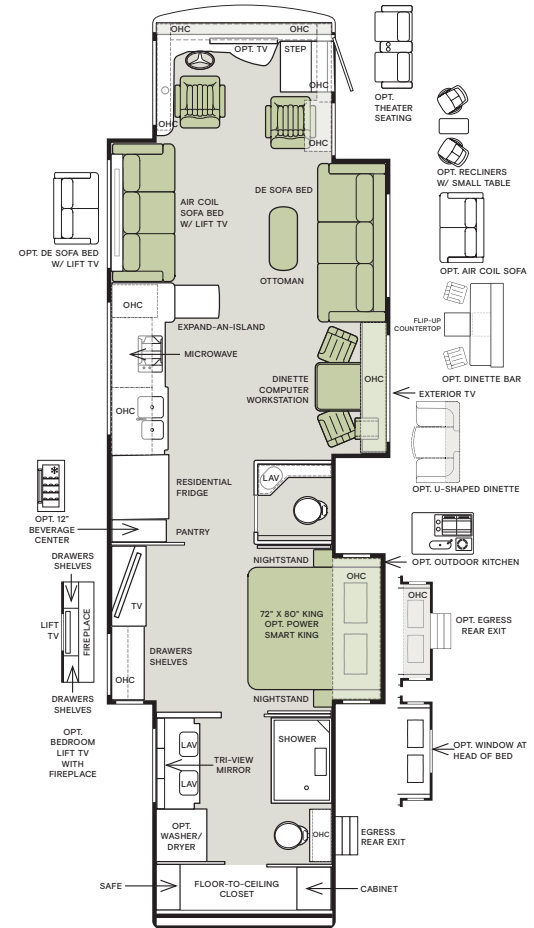 OHC
OPT. TV
STEP
OHC
OPT.
THEATER
SEATING
OHC
OHC
OPT. RECLINERS
W/ SMALL TABLE
DE SOFA BED
AIR COIL
SOFA BED
W/ LIFT TV
OPT. DE SOFA BED
W/ LIFT TV
OPT. AIR COIL SOFA
OTTOMAN
OHC
EXPAND-AN-ISLAND
FLIP-UP
COUNTERTOP
MICROWAVE
DINETTE
COMPUTER
WORKSTATION
OHC
OPT. DINETTE BAR
EXTERIOR TV
OHC
LAV
RESIDENTIAL
FRIDGE
OPT. U-SHAPED DINETTE
OPT. 12"
BEVERAGE
CENTER
PANTRY
DRAWERS
SHELVES
NIGHTSTAND
OPT. OUTDOOR KITCHEN
OHC
TV
OHC
LIFT
TV
FIREPLACE
72" X 80" KING
OPT. POWER
SMART KING
OPT. EGRESS
REAR EXIT
DRAWERS
SHELVES
OHC
DRAWERS
SHELVES
NIGHTSTAND
OPT.
BEDROOM
LIFT TV
WITH
FIREPLACE
LAV
SHOWER
TRI-VIEW
MIRROR
OPT. WINDOW AT
HEAD OF BED
LAV
OPT.
WASHER/
DRYER
OHC
EGRESS
REAR EXIT
SAFE
FLOOR-TO-CEILING
CLOSET
CABINET